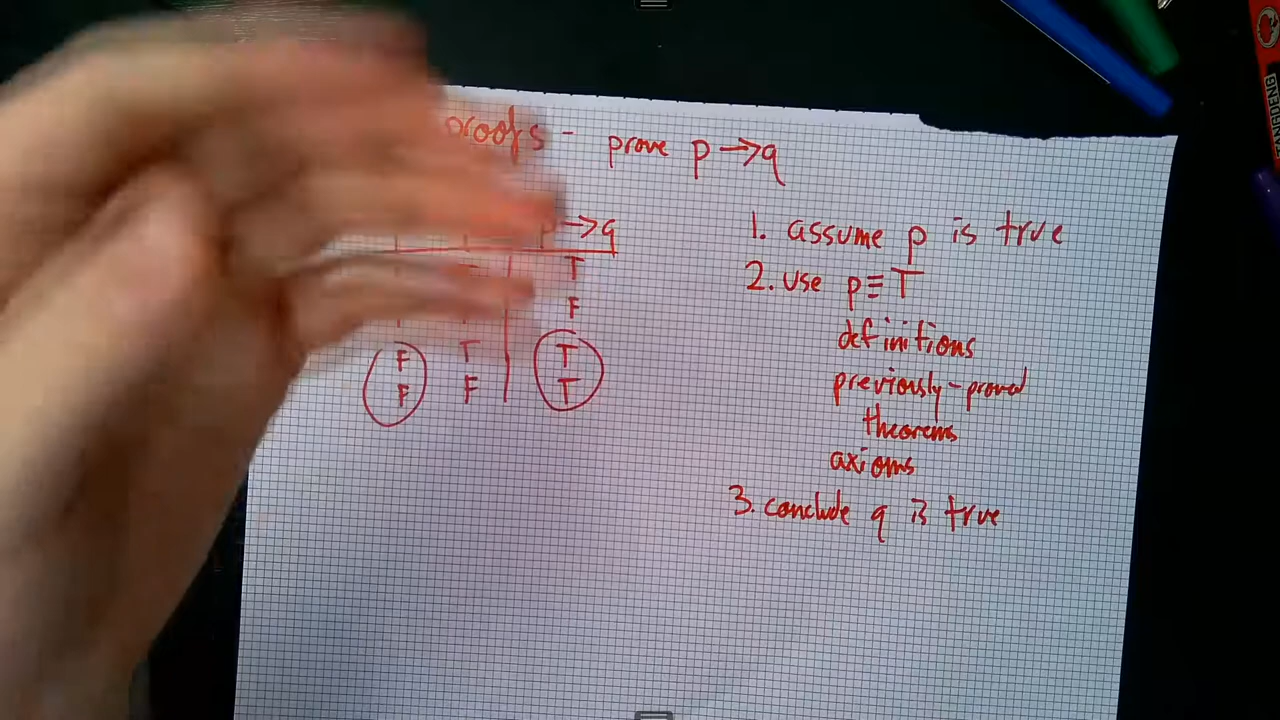 proofs - prove p→q
p→q
T
F
F T T
F F T
1. assume p is true
2. use p≡T
definitions
previously-proved
theorems
axioms
3. conclude q is true